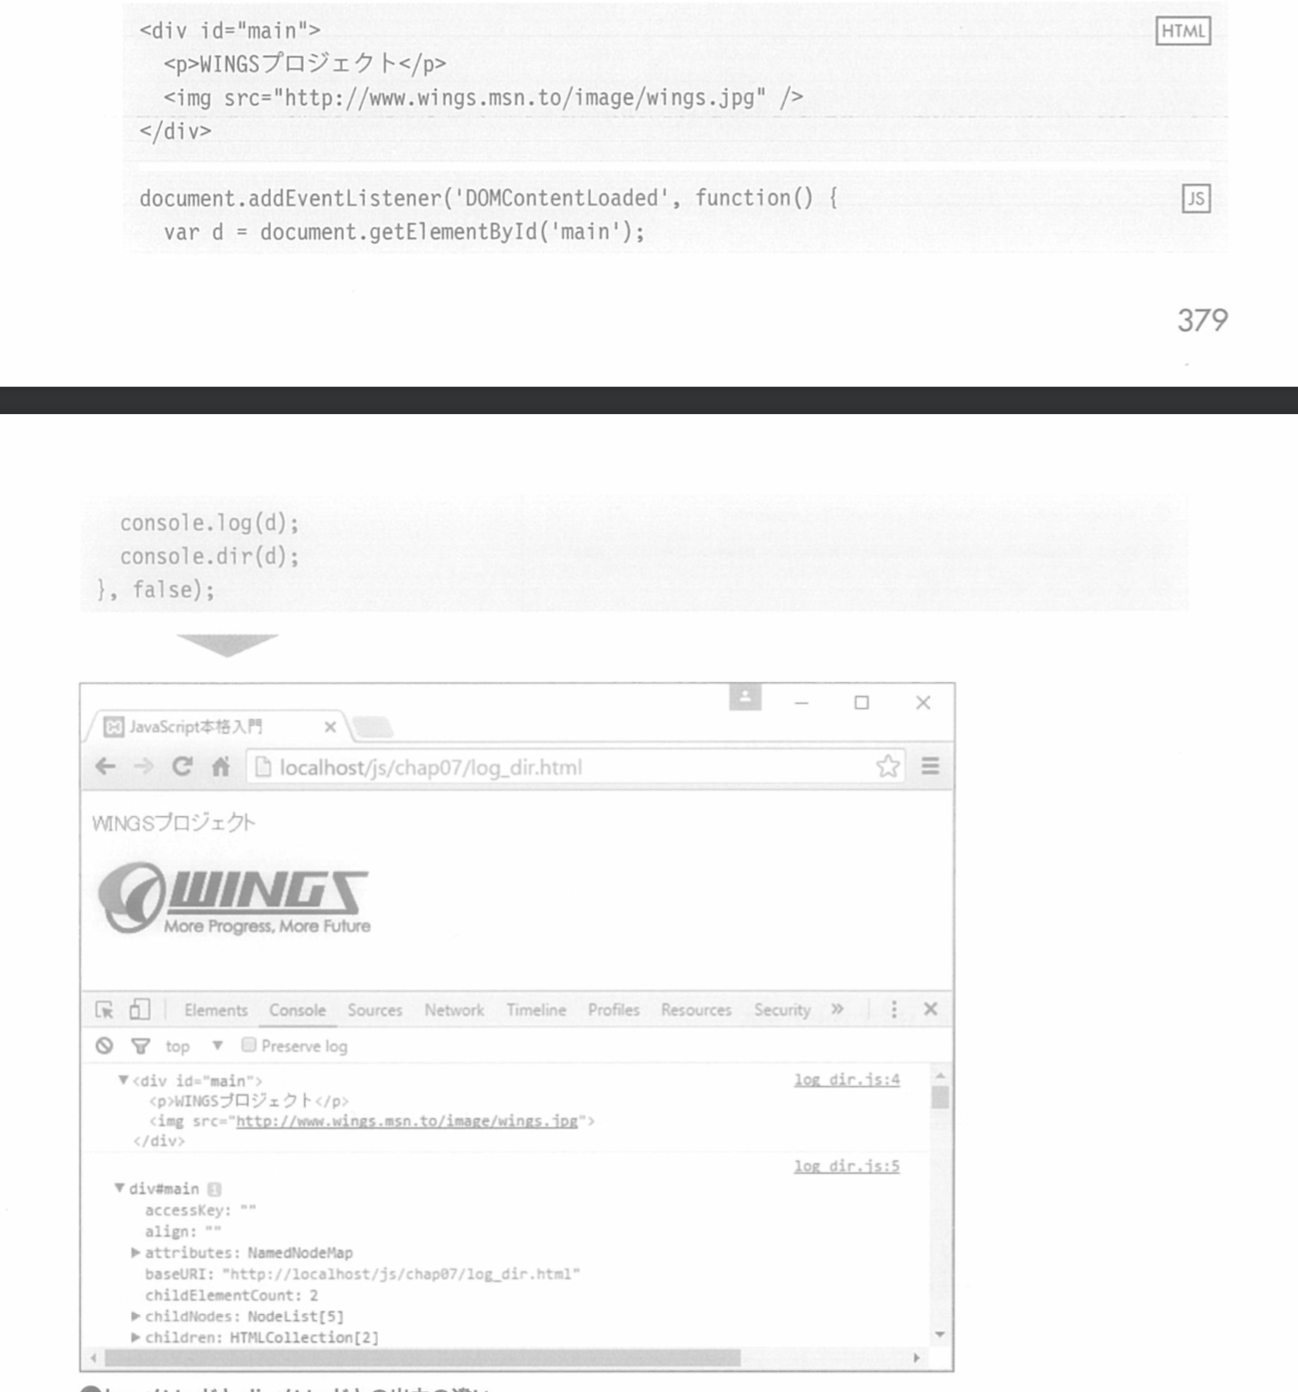 <div id="main">
HTML
<p>WINGSプロジェクト</p>
<img src="http://www.wings.msn.to/image/wings.jpg" />
</div>
document.addEventListener('DOMContentLoaded', function() {
JS
var d = document.getElementById('main');
379
console.log(d);
console.dir(d);
}, false);
JavaScript本格入門
localhost/js/chap07/log_dir.html
WINGSプロジェクト
WINGS
More Progress, More Future
Elements Console Sources Network Timeline Profiles Resources Security »
top Preserve log
<div id="main"> log_dir.js:4
<p>WINGSプロジェクト</p>
<img src="http://www.wings.msn.to/image/wings.jpg">
</div>
log_dir.js:5
div#main
accessKey: ""
align: ""
attributes: NamedNodeMap
baseURI: "http://localhost/js/chap07/log_dir.html"
childElementCount: 2
childNodes: NodeList[5]
children: HTMLCollection[2]